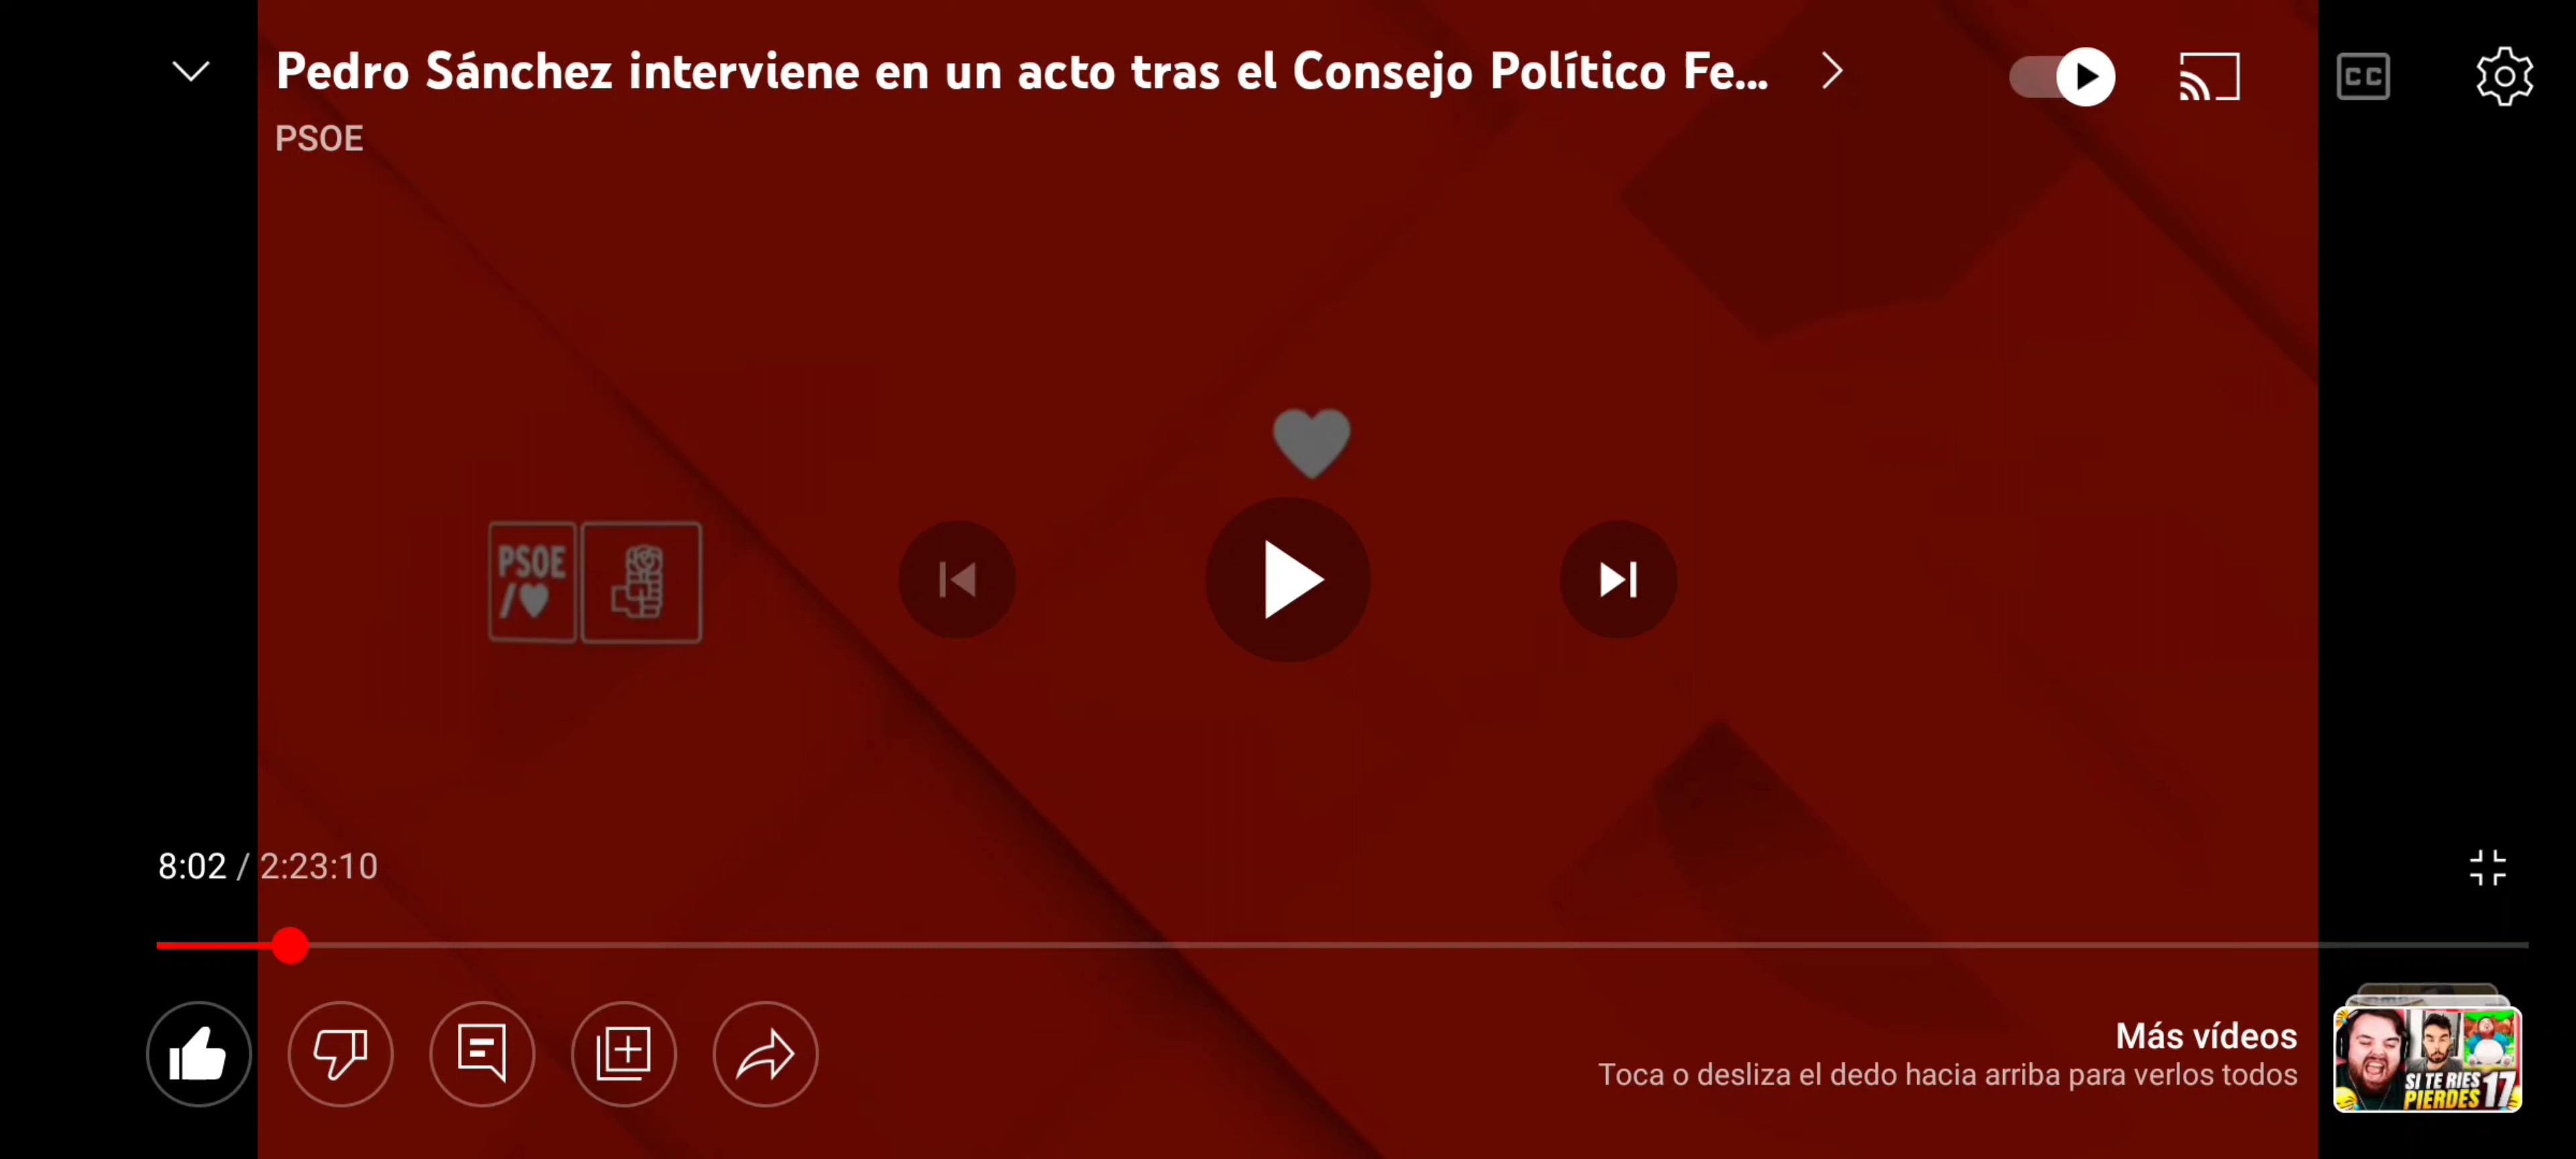 Pedro Sánchez interviene en un acto tras el Consejo Político Fe...
CC
PSOE
PSOE
/
8:02 / 2:23:10
Más vídeos
Toca o desliza el dedo hacia arriba para verlos todos
SI TE RIES
PIERDES 17